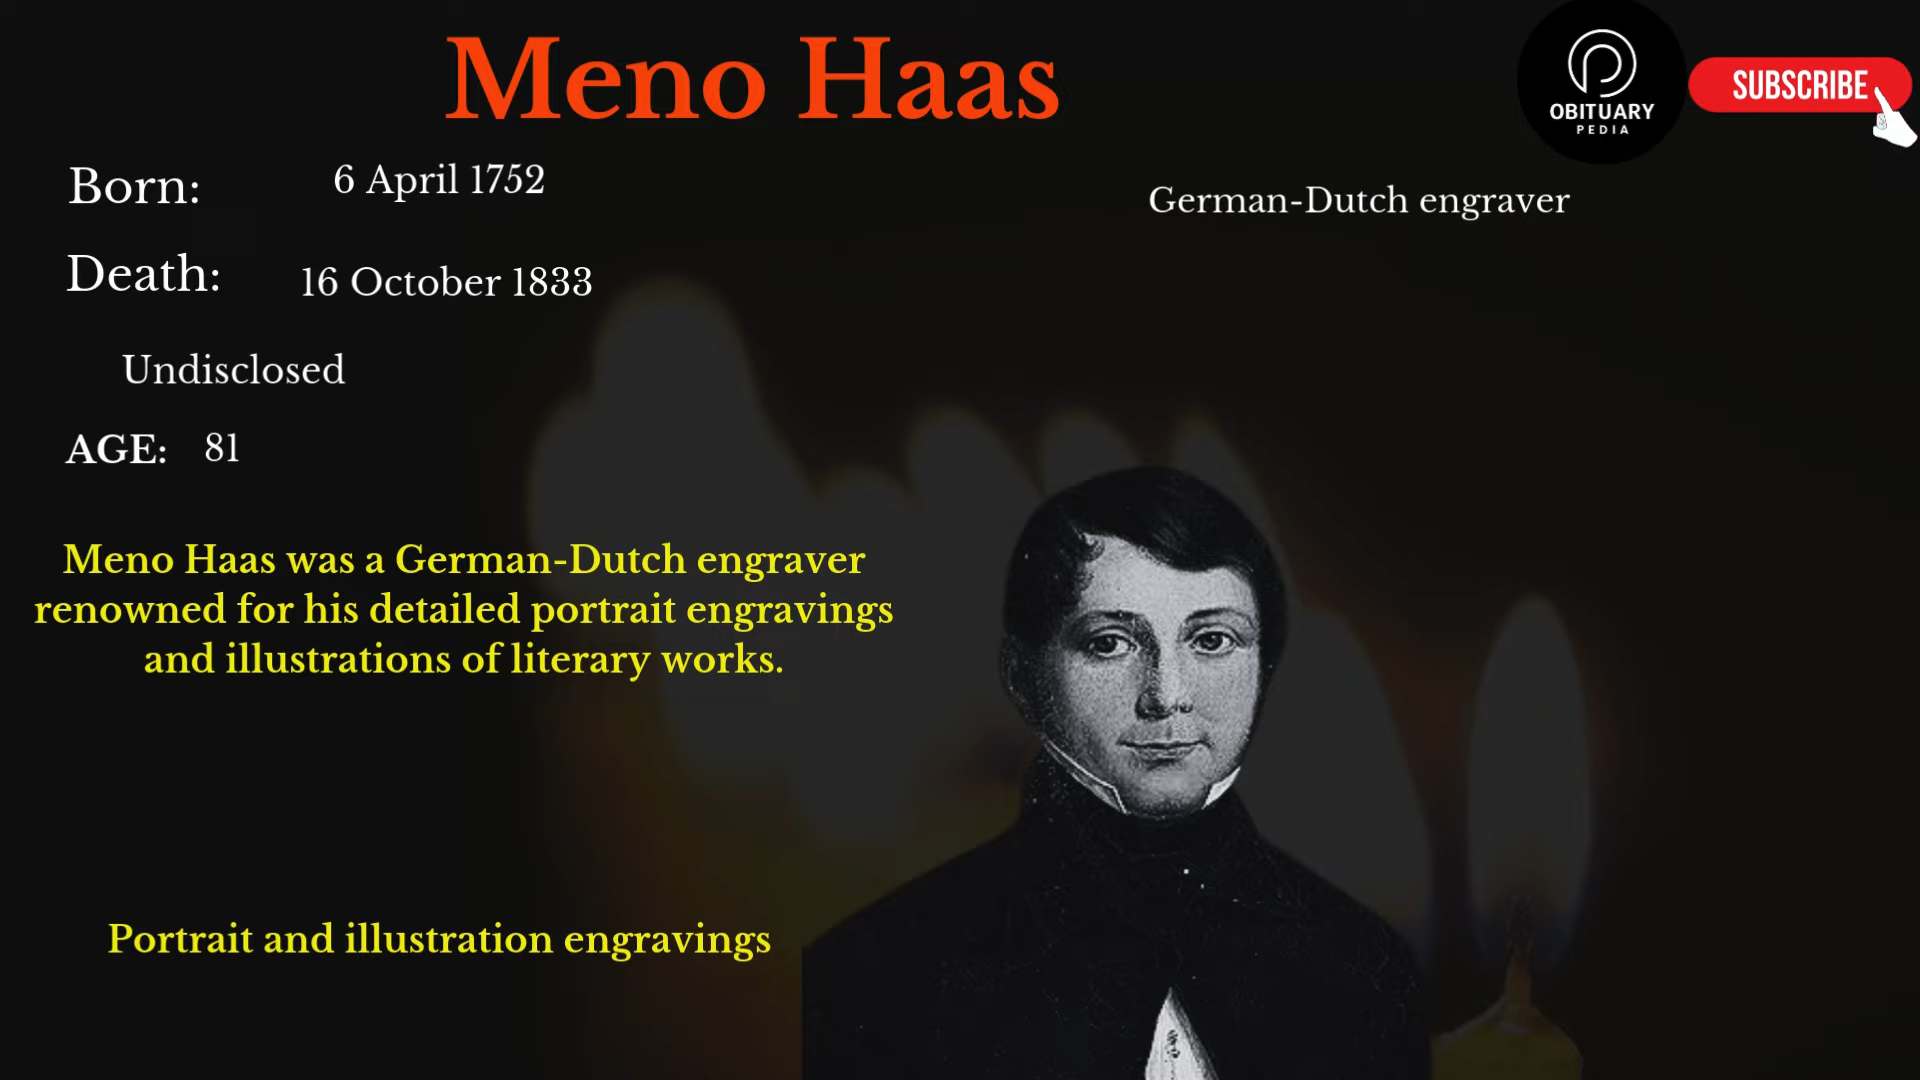 Meno Haas
OBITUARY
PEDIA
SUBSCRIBE
Born: 6 April 1752
German-Dutch engraver
Death: 16 October 1833
Undisclosed
AGE: 81
Meno Haas was a German-Dutch engraver
renowned for his detailed portrait engravings
and illustrations of literary works.
Portrait and illustration engravings